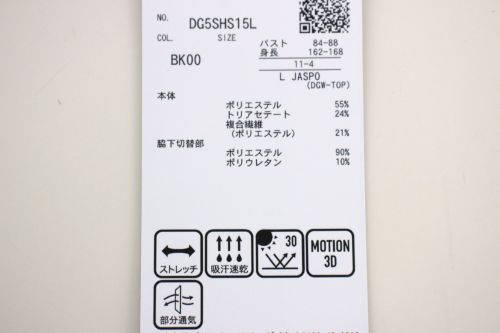 NO. DG5SHS15L
COL. SIZE
BK00
バスト 84-88
身長 162-168
11-4
L JASPO
(DGW-TOP)
本体
ポリエステル 55%
トリアセテート 24%
複合繊維
(ポリエステル) 21%
脇下切替部
ポリエステル 90%
ポリウレタン 10%
ストレッチ
吸汗速乾
30
MOTION
3D
部分通気